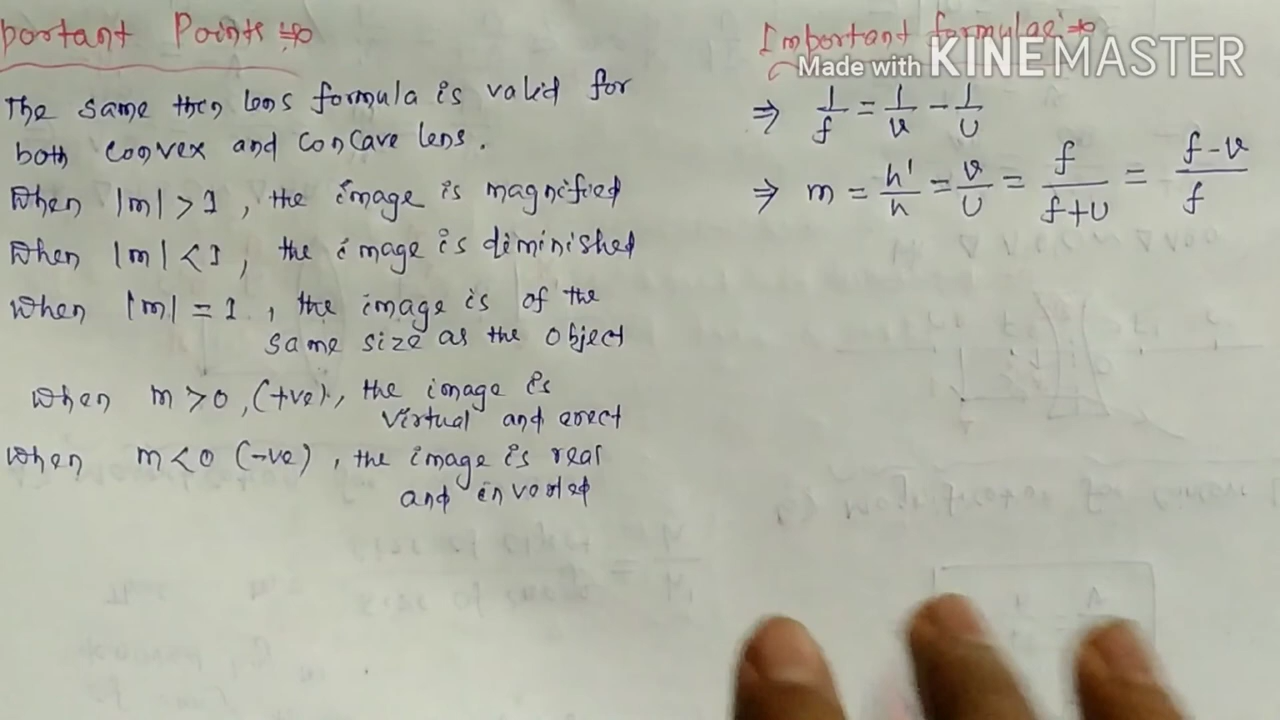 portant Points ⇒
The same then lens formula is valid for
both convex and concave lens.
When |m| > 1, the image is magnified
When |m| < 1, the image is diminished
When |m| = 1, the image is of the
same size as the object
When m > 0, (+ve), the image is
virtual and erect
When m < 0 (-ve), the image is real
and inverted
Important formulae ⇒
Made with KINEMASTER
⇒ 1/f = 1/v - 1/U
⇒ m = h'/h = v/U = f/f+U = f-v/f